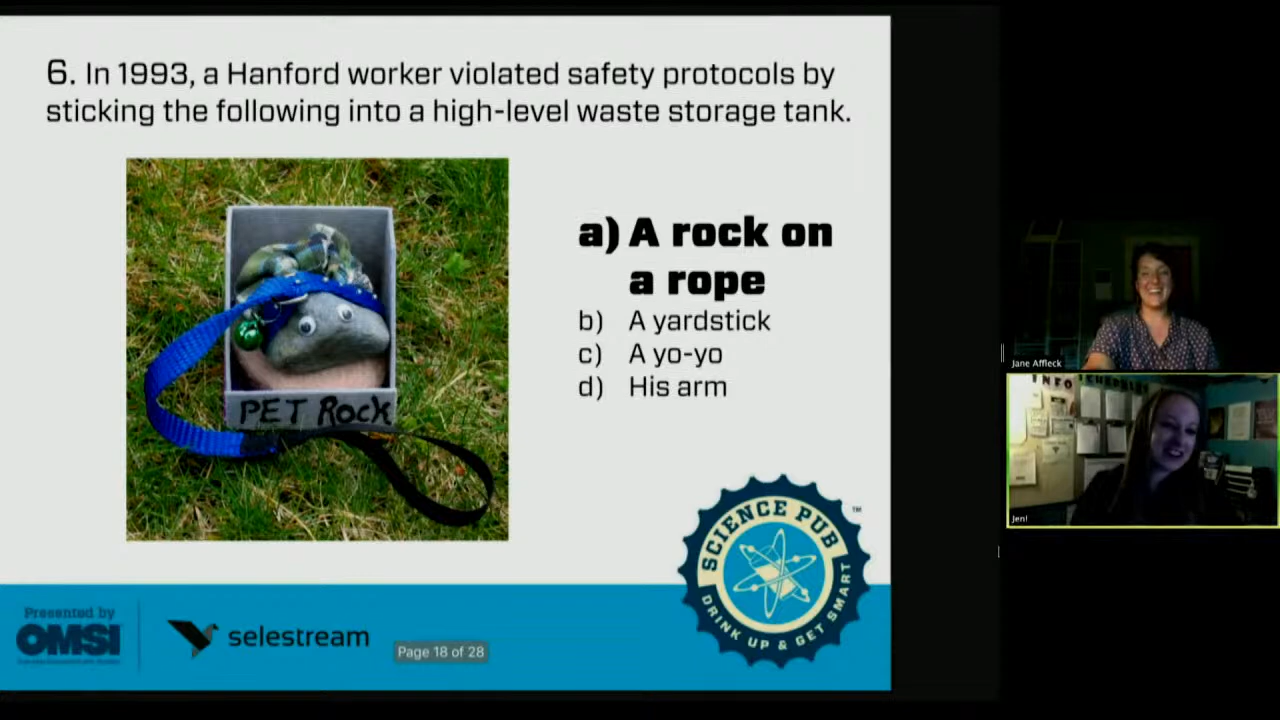 6. In 1993, a Hanford worker violated safety protocols by
sticking the following into a high-level waste storage tank.
PET ROCK
a) A rock on
a rope
b) A yardstick
c) A yo-yo
d) His arm
SCIENCE PUB
DRINK UP & GET SMART
™
Presented by
OMSI
selestream
Page 18 of 28
Jane Affleck
Jen!